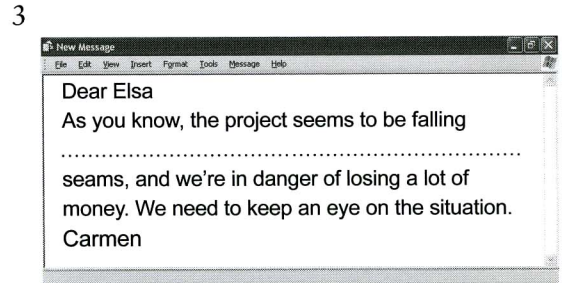 3
New Message
File Edit View Insert Format Tools Message Help
Dear Elsa
As you know, the project seems to be falling
......................................................................
seams, and we're in danger of losing a lot of
money. We need to keep an eye on the situation.
Carmen